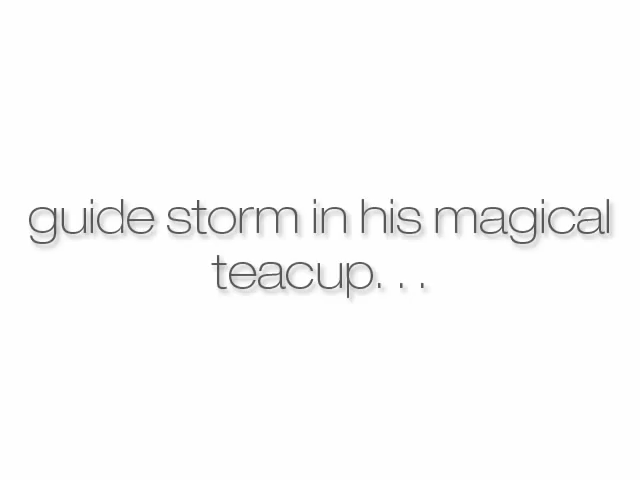 guide storm in his magical
teacup. . .